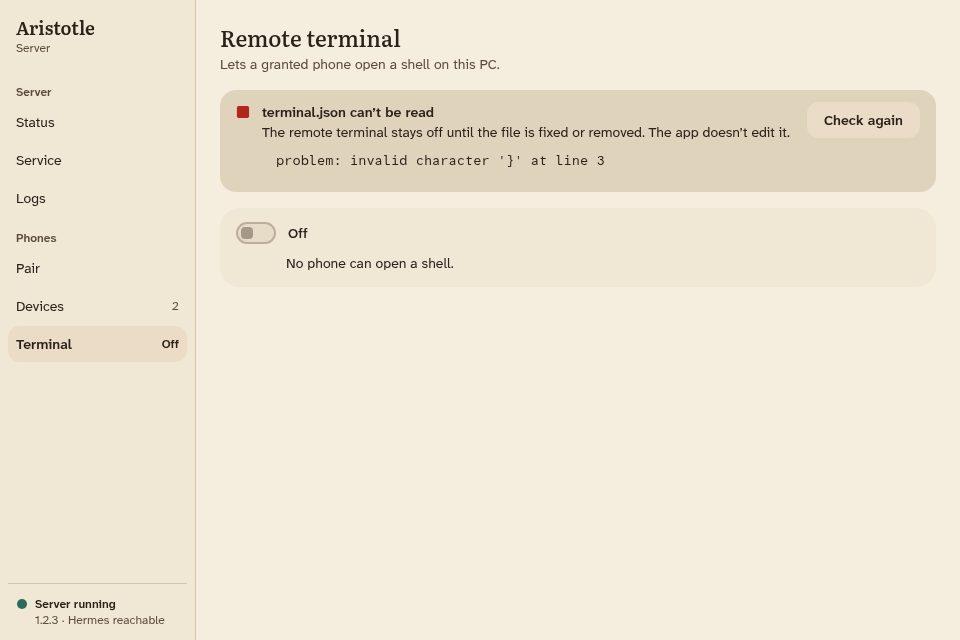 Aristotle
Server
Server
Status
Service
Logs
Phones
Pair
Devices 2
Terminal Off
Server running
1.2.3 · Hermes reachable
Remote terminal
Lets a granted phone open a shell on this PC.
terminal.json can't be read
The remote terminal stays off until the file is fixed or removed. The app doesn't edit it.
problem: invalid character '}' at line 3
Check again
Off
No phone can open a shell.